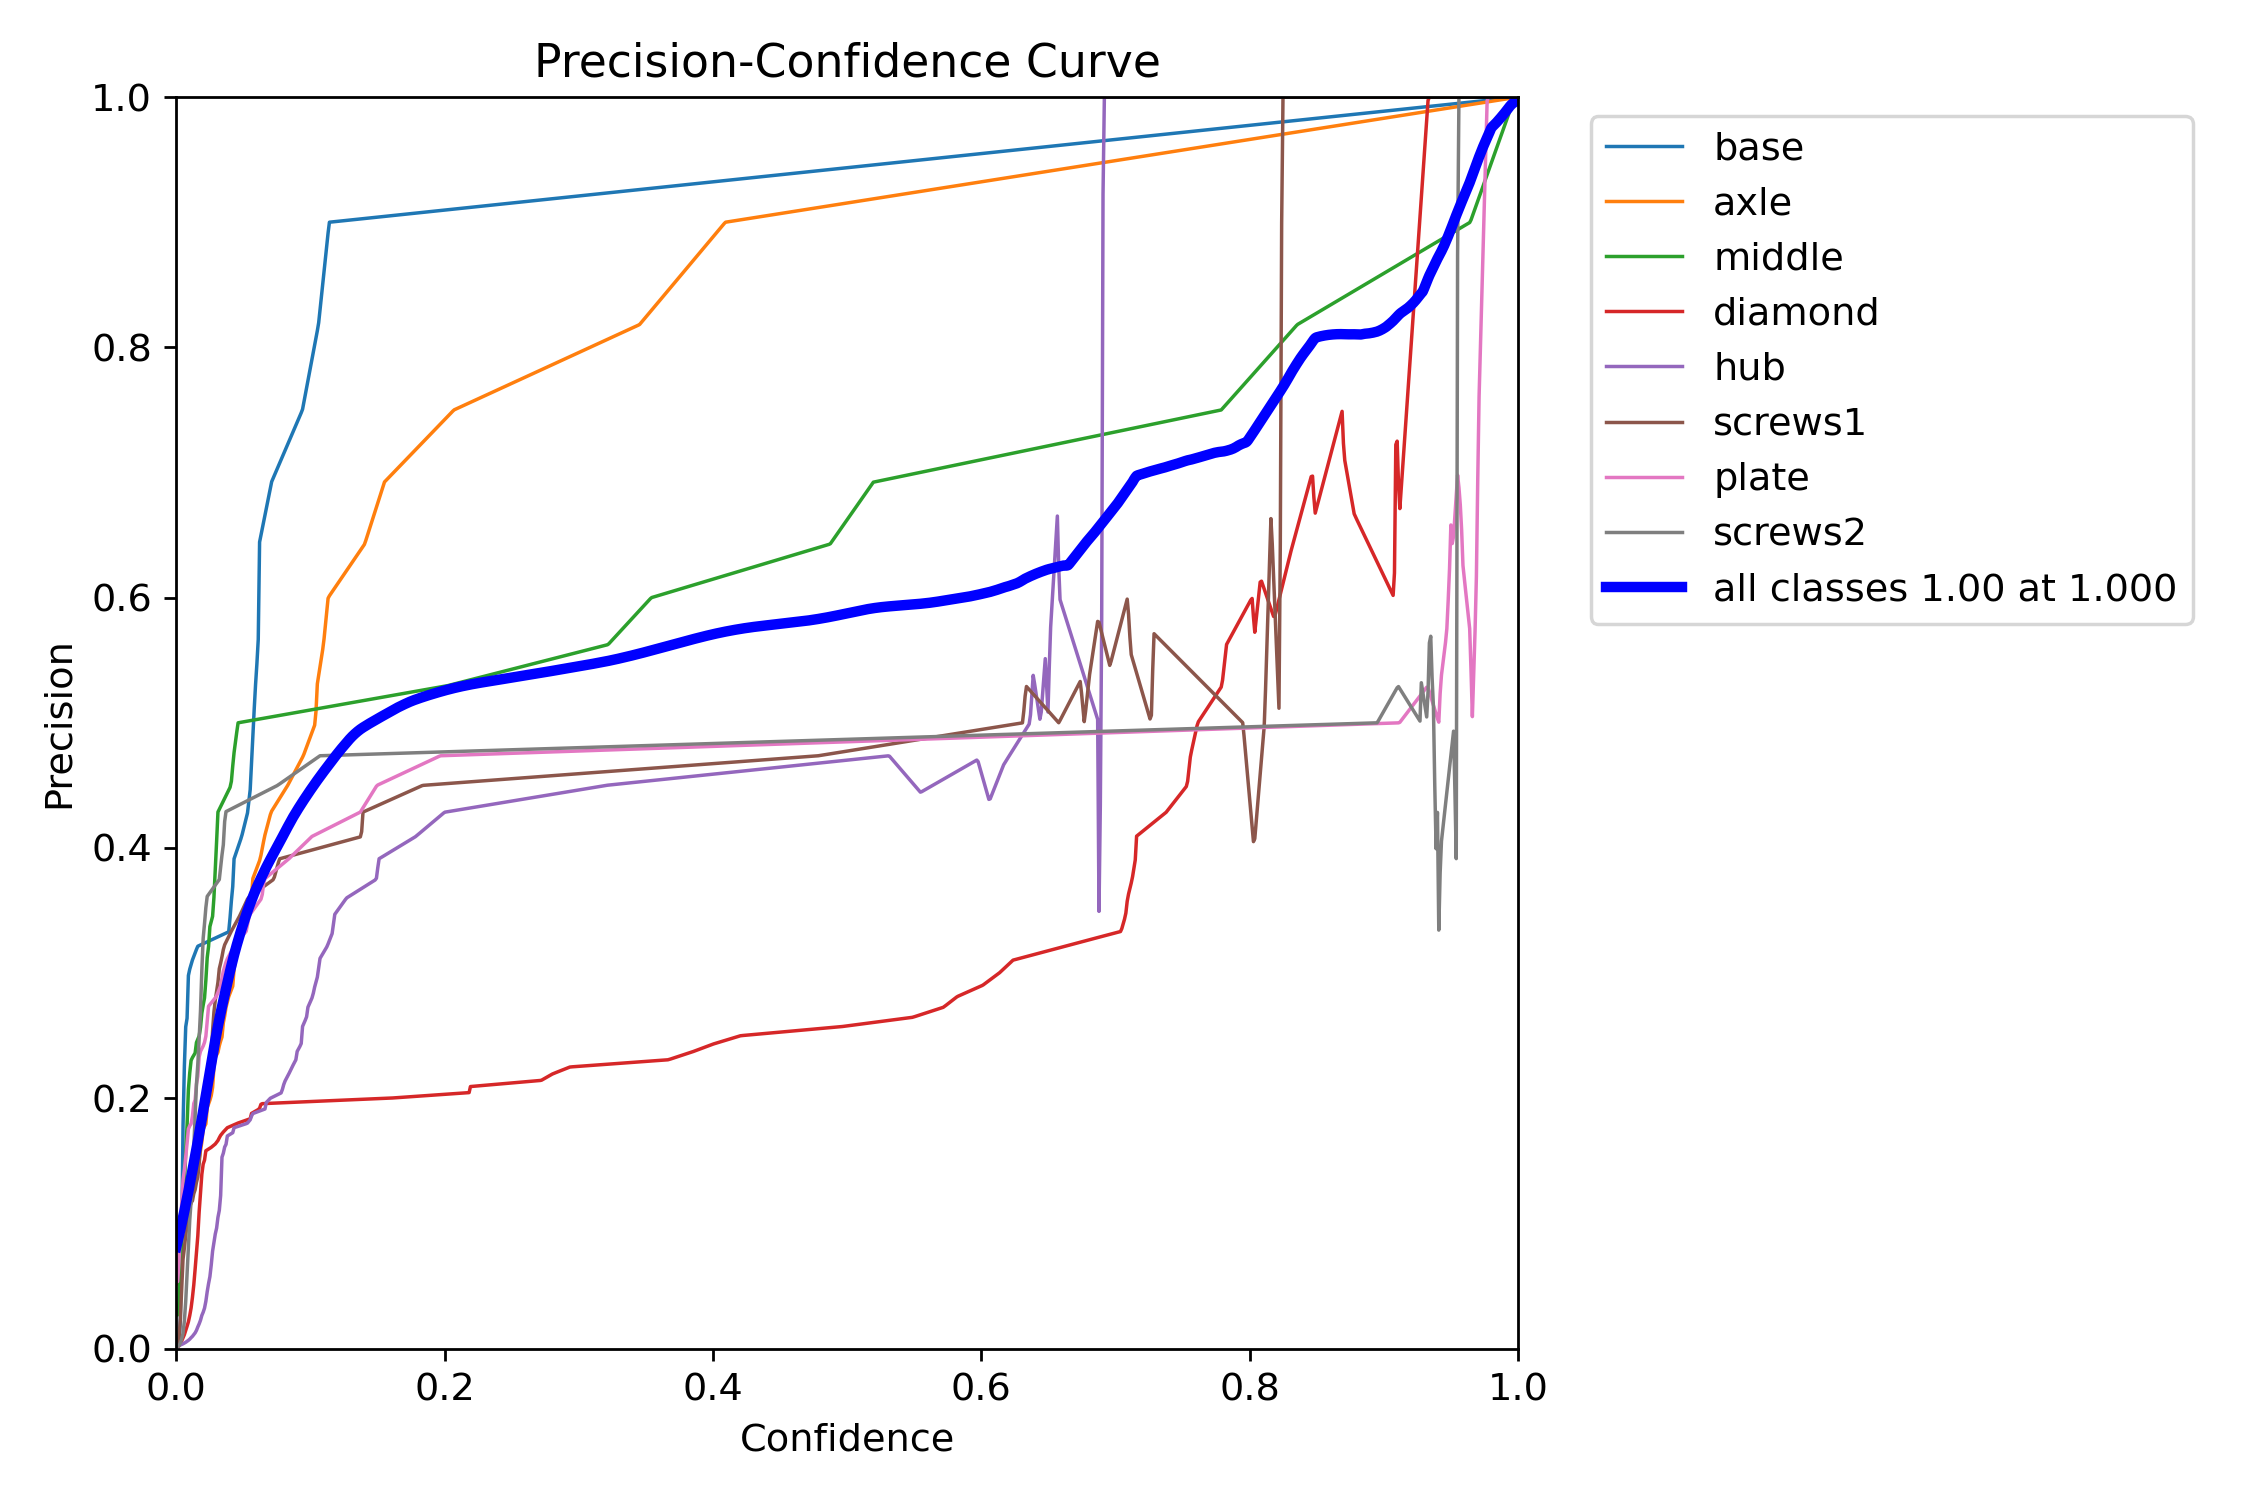 Precision-Confidence Curve
1.0
0.8
0.6
0.4
0.2
0.0
Precision
0.0 0.2 0.4 0.6 0.8 1.0
Confidence
base
axle
middle
diamond
hub
screws1
plate
screws2
all classes 1.00 at 1.000